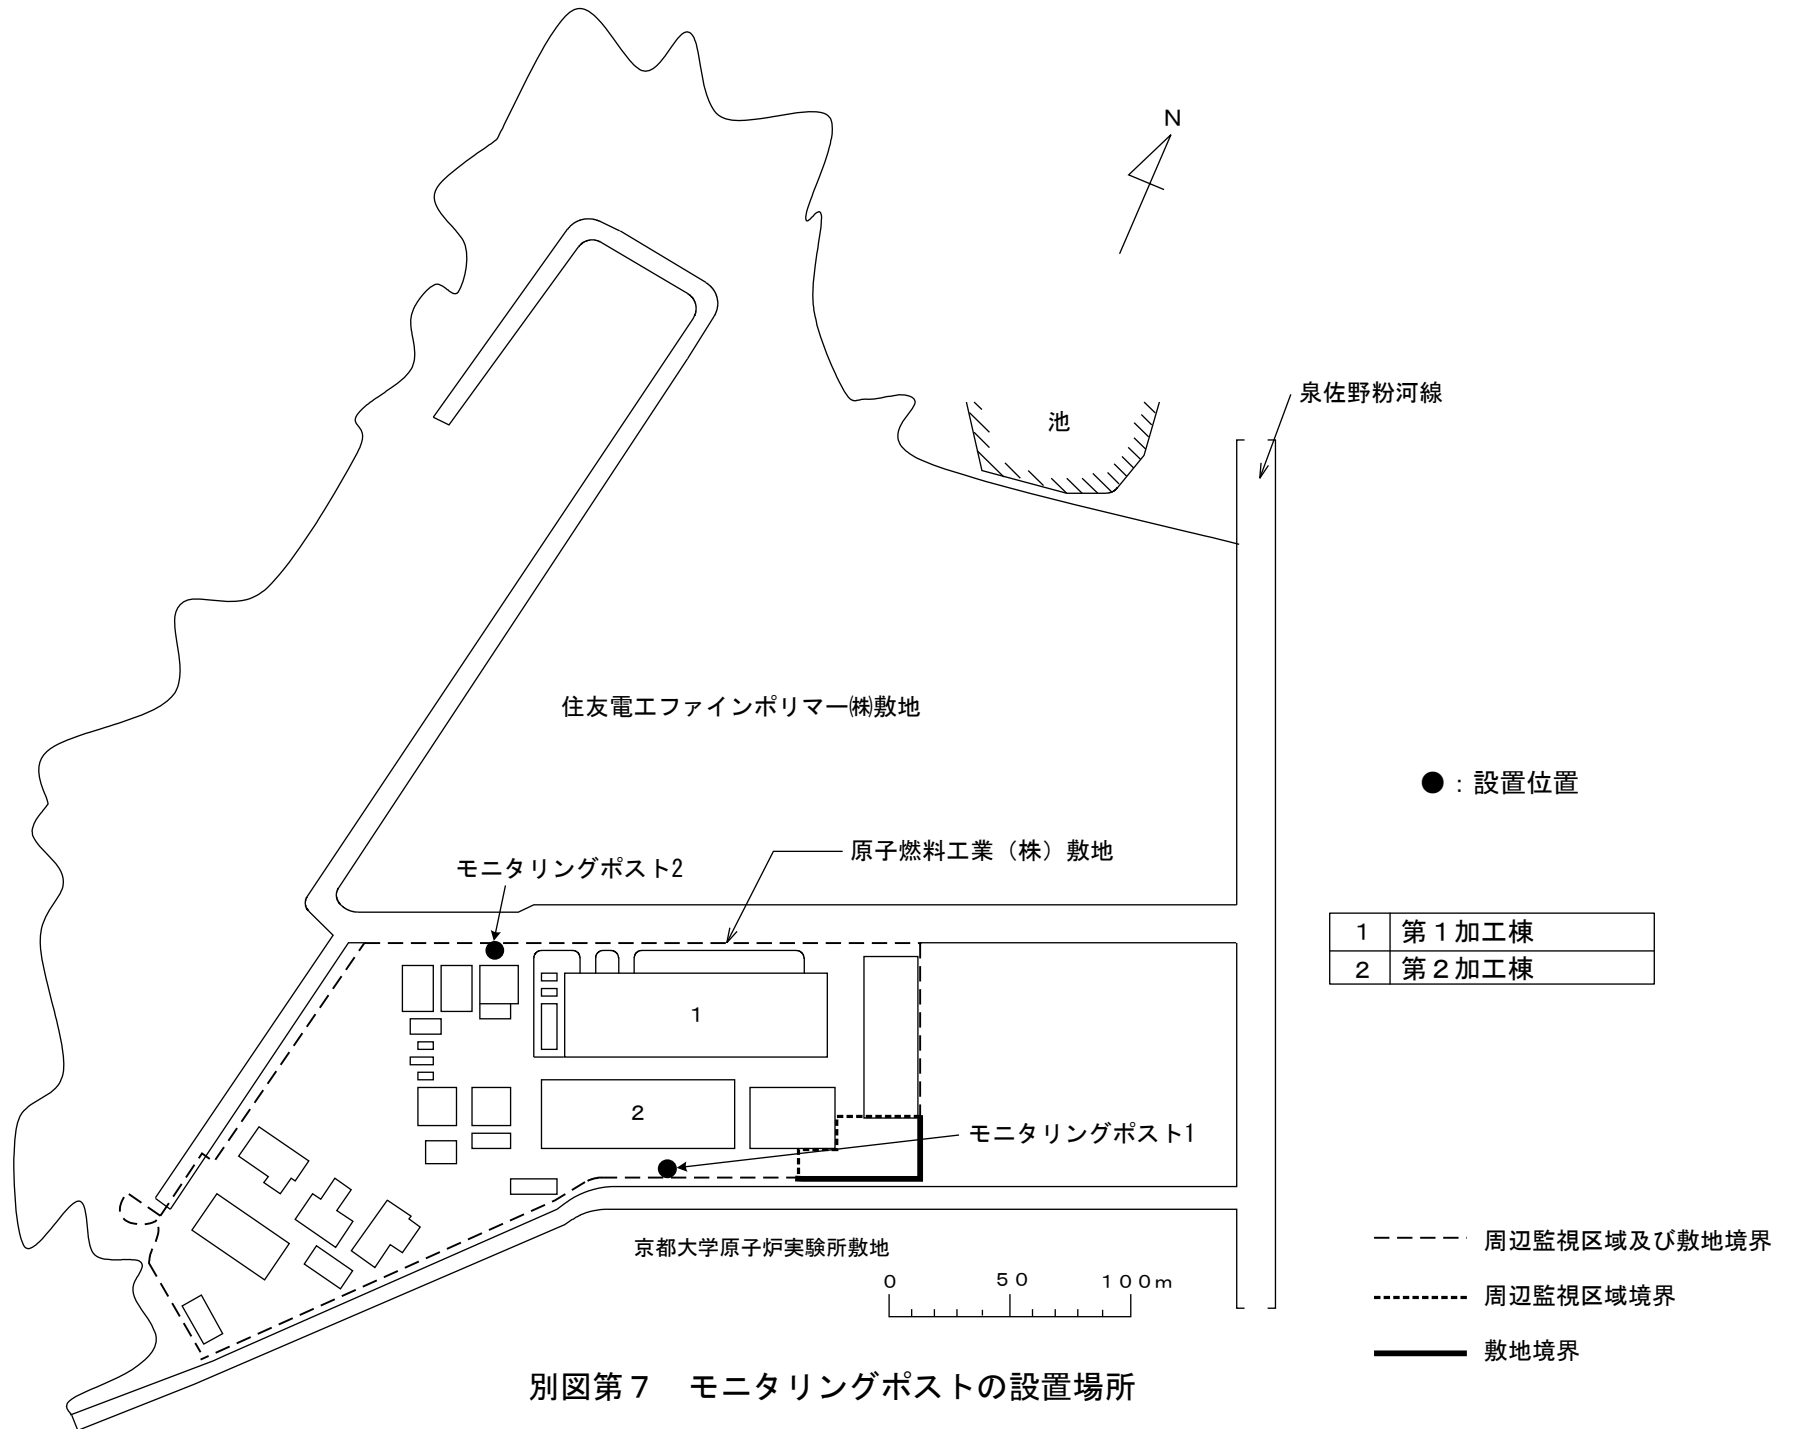 N
泉佐野粉河線
池
住友電工ファインポリマー㈱敷地
●：設置位置
原子燃料工業（株）敷地
モニタリングポスト2
1 第１加工棟
2 第２加工棟
1
2
モニタリングポスト1
京都大学原子炉実験所敷地
0 50 100m
周辺監視区域及び敷地境界
周辺監視区域境界
敷地境界
別図第７　モニタリングポストの設置場所